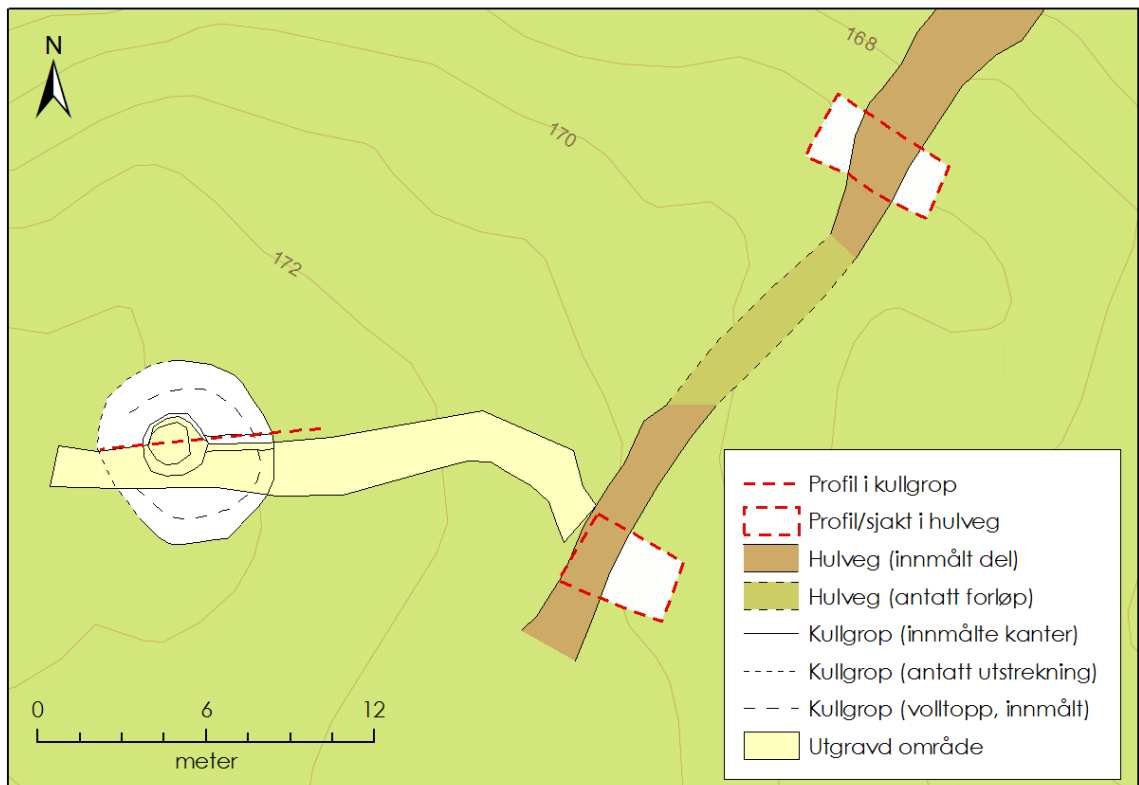 N
168
170
172
Profil i kullgrop
Profil/sjakt i hulveg
Hulveg (innmålt del)
Hulveg (antatt forløp)
Kullgrop (innmålte kanter)
Kullgrop (antatt utstrekning)
Kullgrop (volltopp, innmålt)
Utgravd område
0 6 12
meter